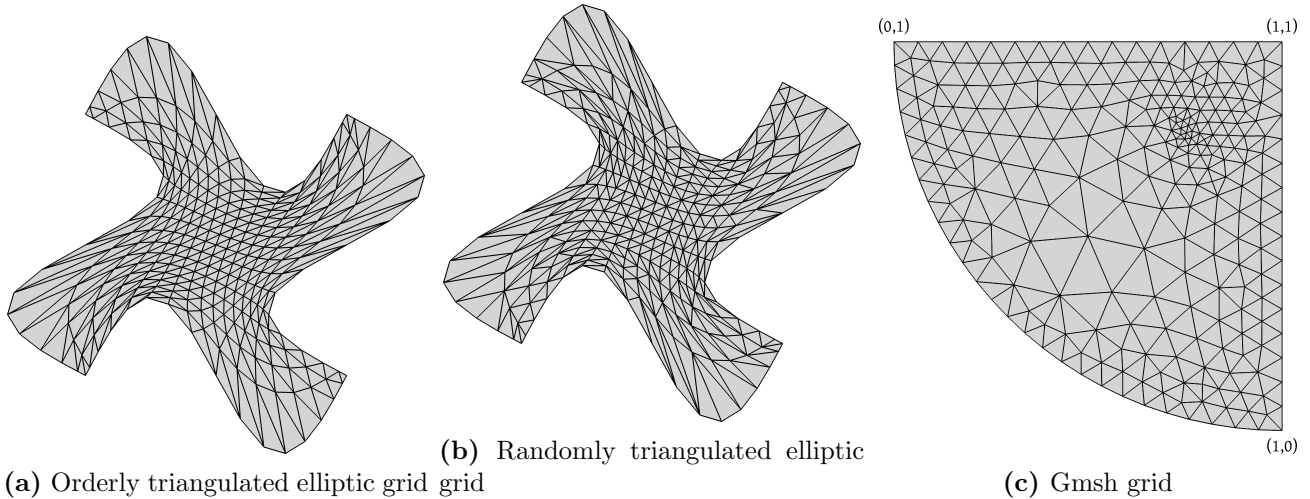 (0,1)
(1,1)
(1,0)
(b) Randomly triangulated elliptic
(a) Orderly triangulated elliptic grid grid
(c) Gmsh grid